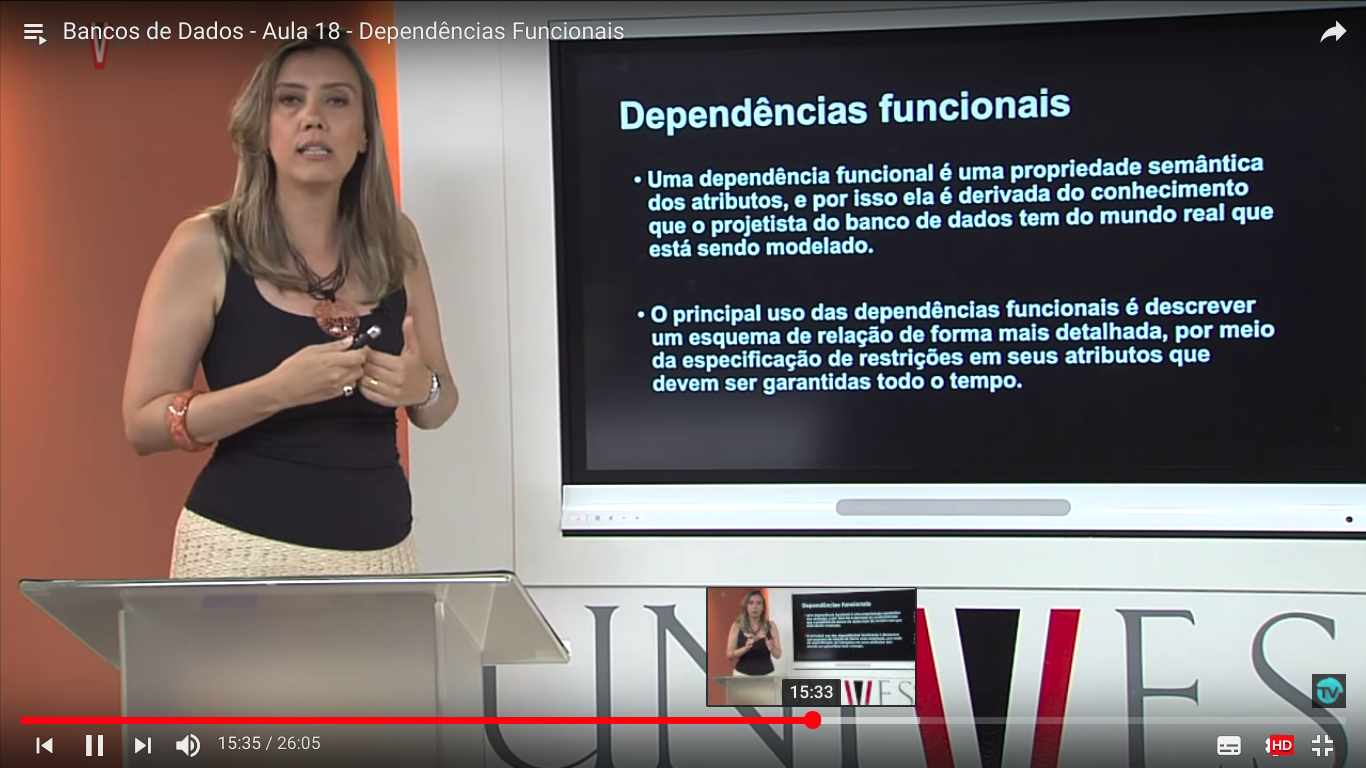 Bancos de Dados - Aula 18 - Dependências Funcionais
Dependências funcionais
• Uma dependência funcional é uma propriedade semântica
dos atributos, e por isso ela é derivada do conhecimento
que o projetista do banco de dados tem do mundo real que
está sendo modelado.
• O principal uso das dependências funcionais é descrever
um esquema de relação de forma mais detalhada, por meio
da especificação de restrições em seus atributos que
devem ser garantidas todo o tempo.
15:33
TV
15:35 / 26:05
HD